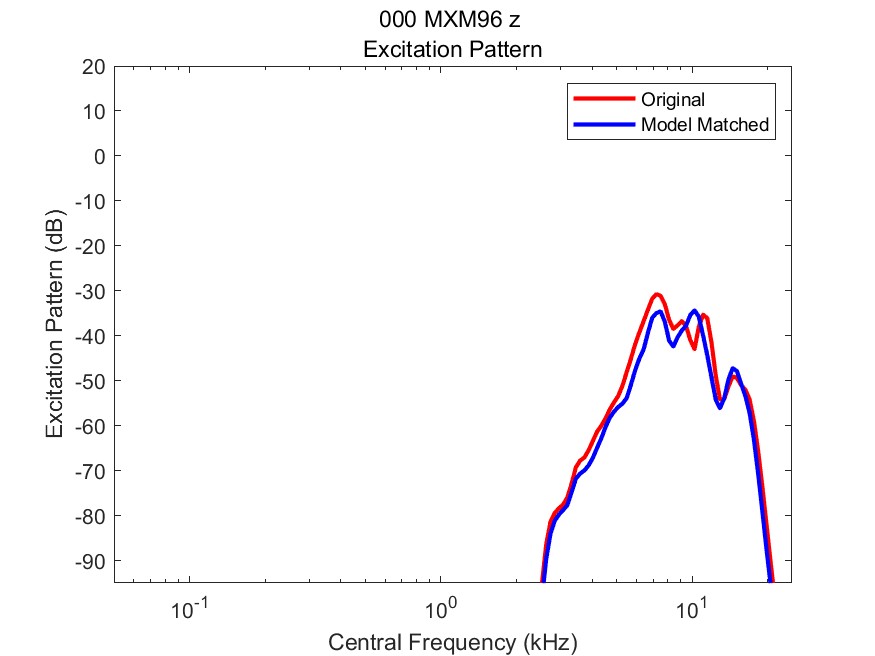 000 MXM96 z
Excitation Pattern
Original
Model Matched
20
10
0
-10
-20
-30
-40
-50
-60
-70
-80
-90
Excitation Pattern (dB)
10^-1
10^0
10^1
Central Frequency (kHz)